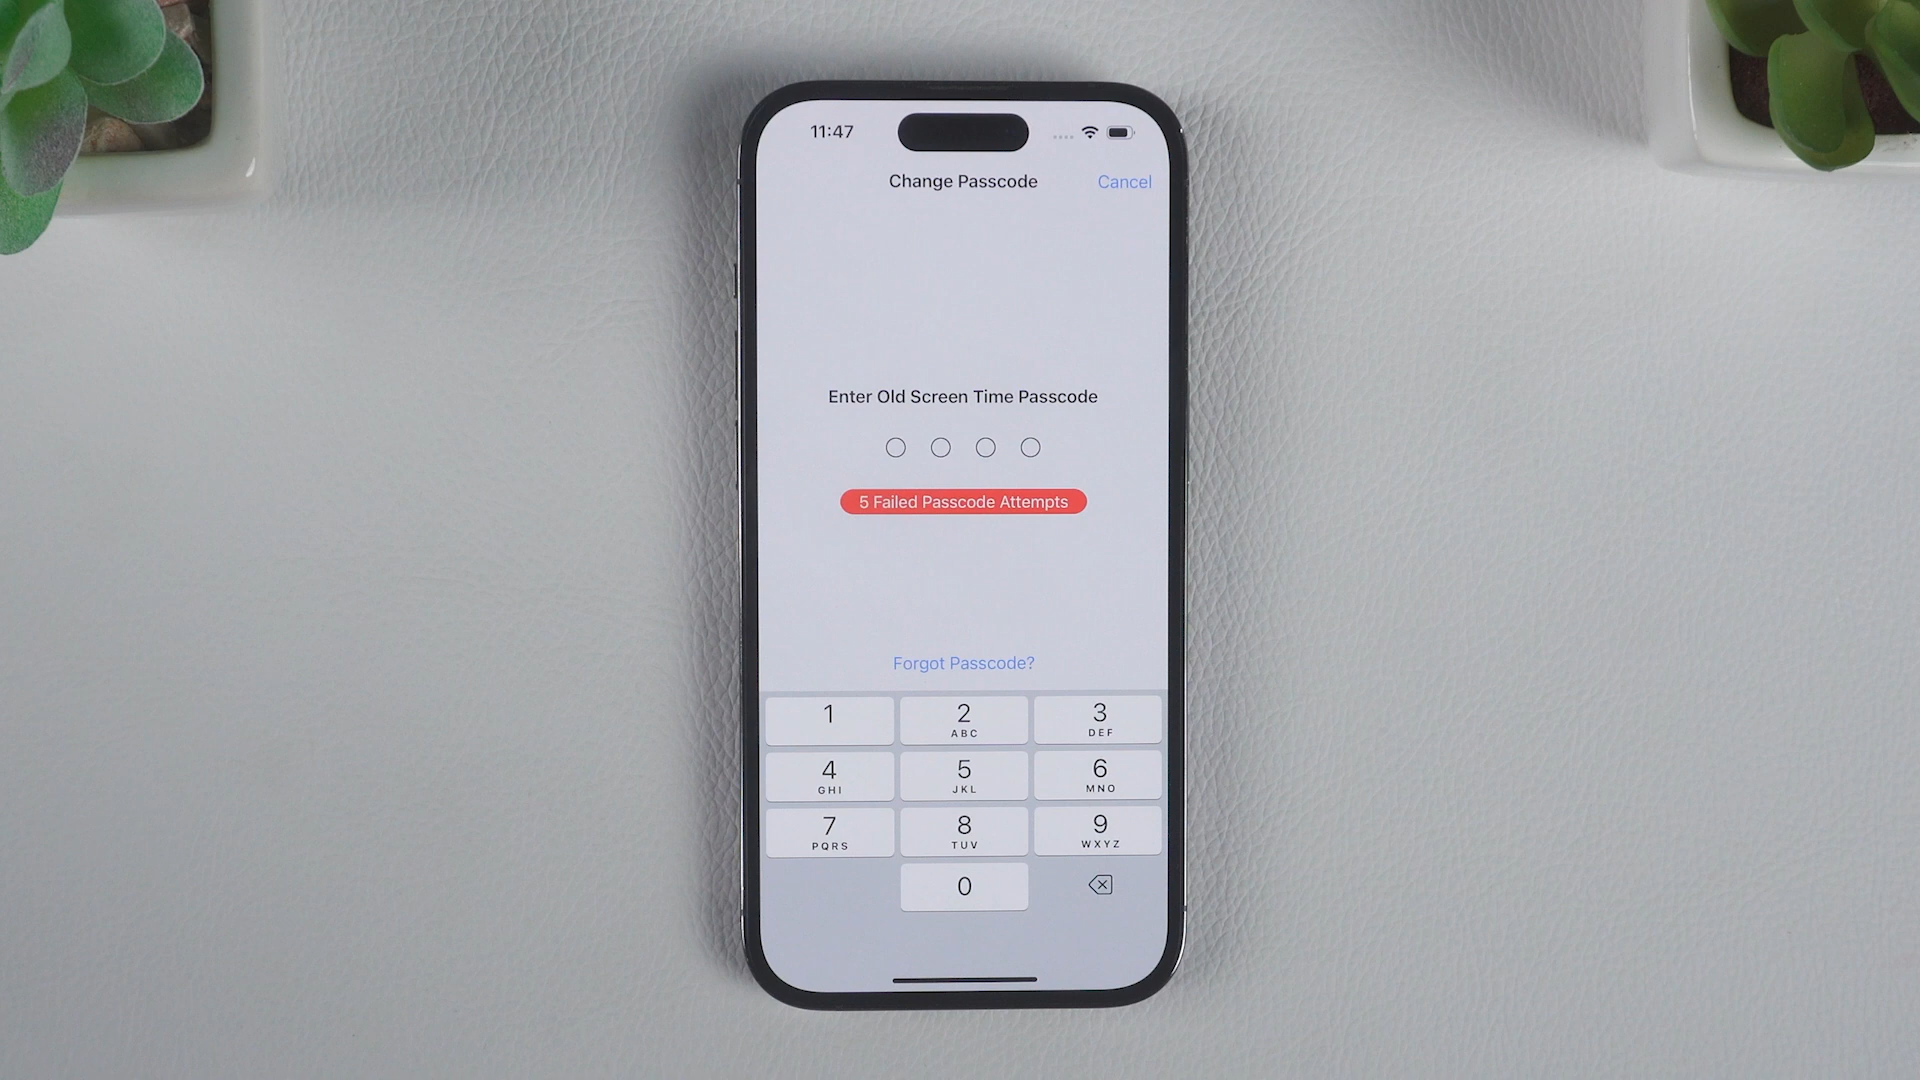 11:47
Change Passcode Cancel
Enter Old Screen Time Passcode
5 Failed Passcode Attempts
Forgot Passcode?
1 2 3
ABC DEF
4 5 6
GHI JKL MNO
7 8 9
PQRS TUV WXYZ
0